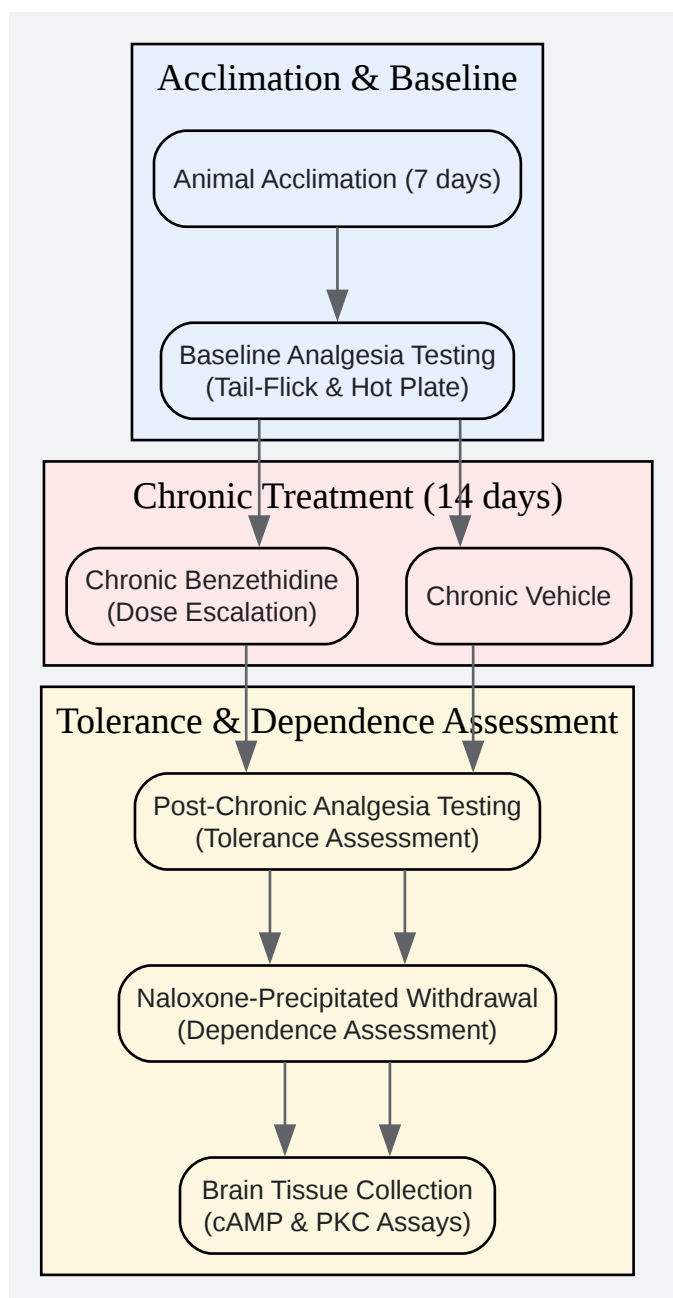 Acclimation & Baseline
Animal Acclimation (7 days)
Baseline Analgesia Testing
(Tail-Flick & Hot Plate)
Chronic Treatment (14 days)
Chronic Benzethidine
(Dose Escalation)
Chronic Vehicle
Tolerance & Dependence Assessment
Post-Chronic Analgesia Testing
(Tolerance Assessment)
Naloxone-Precipitated Withdrawal
(Dependence Assessment)
Brain Tissue Collection
(cAMP & PKC Assays)